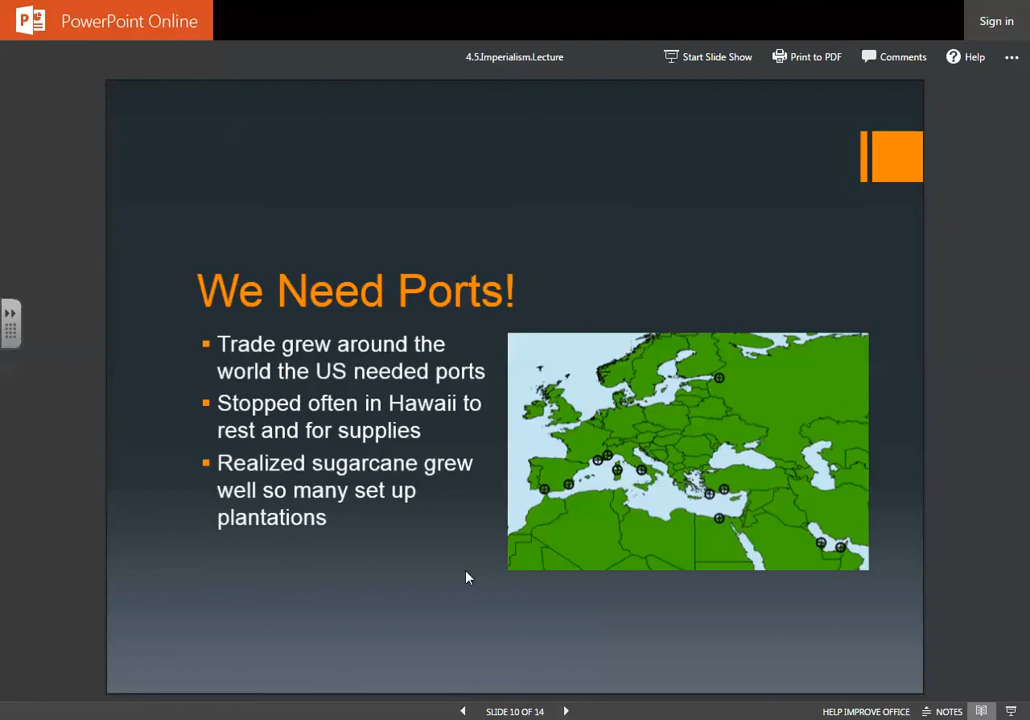 PowerPoint Online
Sign in
4.5.Imperialism.Lecture
Start Slide Show
Print to PDF
Comments
Help
We Need Ports!
Trade grew around the
world the US needed ports
Stopped often in Hawaii to
rest and for supplies
Realized sugarcane grew
well so many set up
plantations
SLIDE 10 OF 14
HELP IMPROVE OFFICE
NOTES